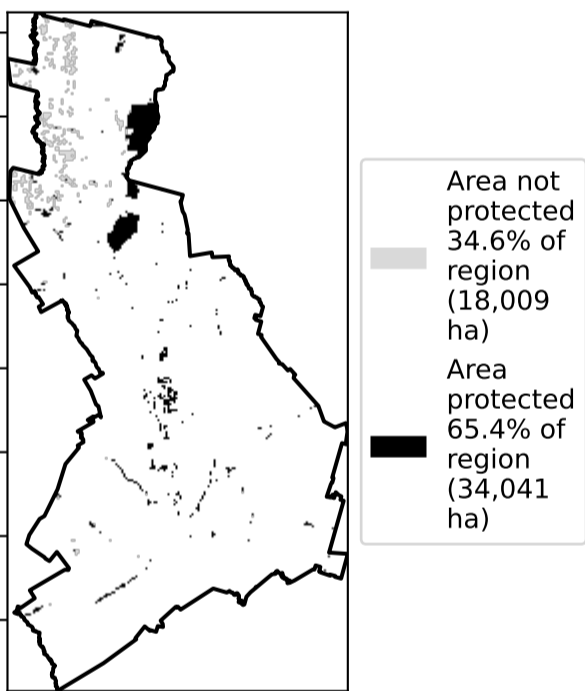 Area not
protected
34.6% of
region
(18,009
ha)
Area
protected
65.4% of
region
(34,041
ha)